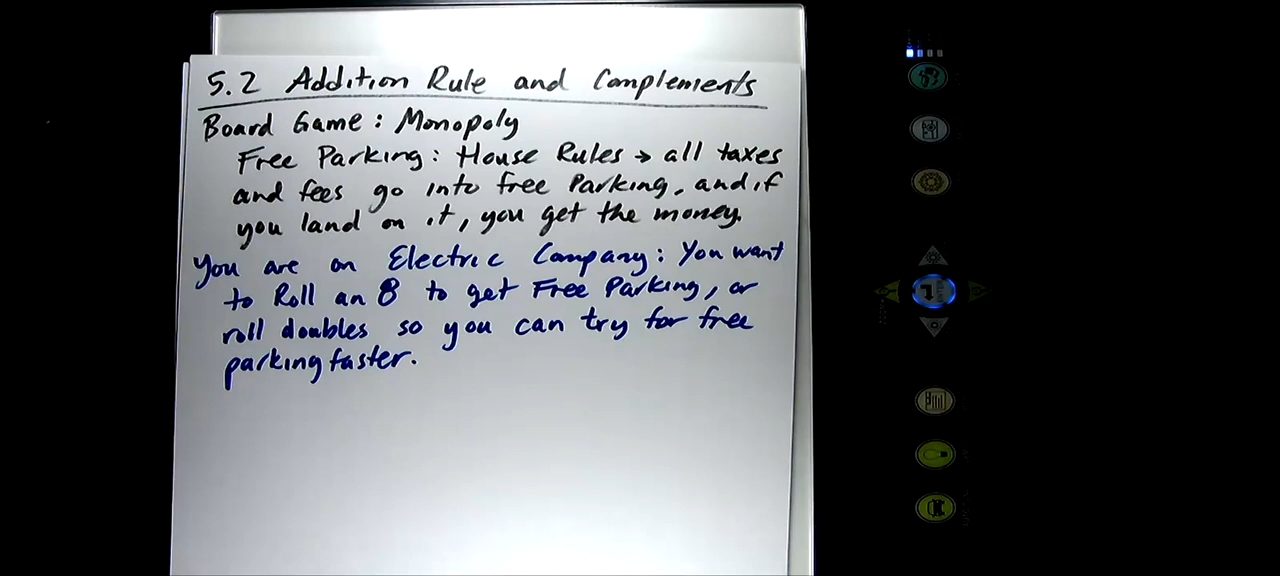 5.2 Addition Rule and Complements
Board Game: Monopoly
Free Parking: House Rules → all taxes
and fees go into free Parking, and if
you land on it, you get the money.
You are on Electric Company: You want
to Roll an 8 to get Free Parking, or
roll doubles so you can try for free
parking faster.